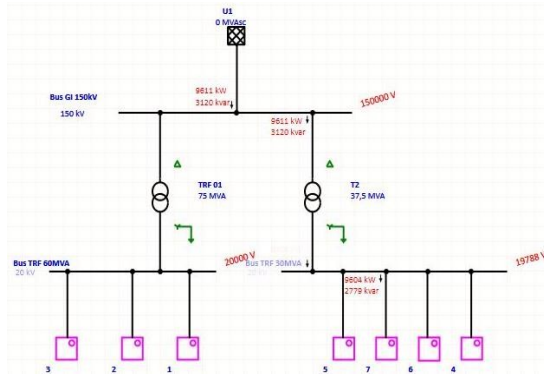 U1
0 MVAsc
9611 kW
3120 kvar
Bus GI 150kV
150 kV
150000 V
9611 kW
3120 kvar
TRF 01
75 MVA
T2
37,5 MVA
Bus TRF 60MVA
20 kV
20000 V
Bus TRF 30MVA
19788 V
9604 kW
2779 kvar
3
2
1
5
7
6
4